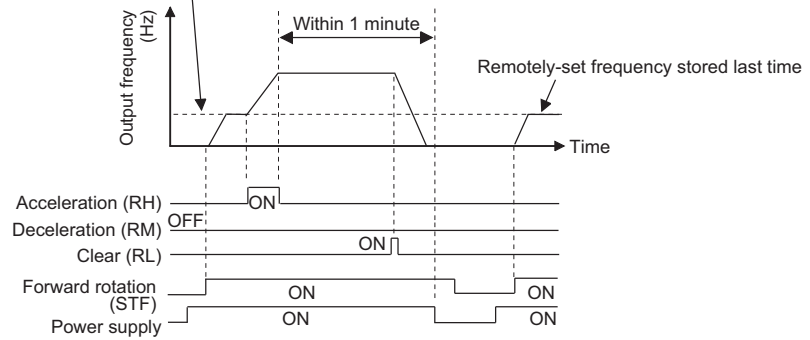 Output frequency
(Hz)
Within 1 minute
Remotely-set frequency stored last time
Time
Acceleration (RH)
ON
Deceleration (RM)
OFF
Clear (RL)
ON
Forward rotation
(STF)
ON
ON
Power supply
ON
ON